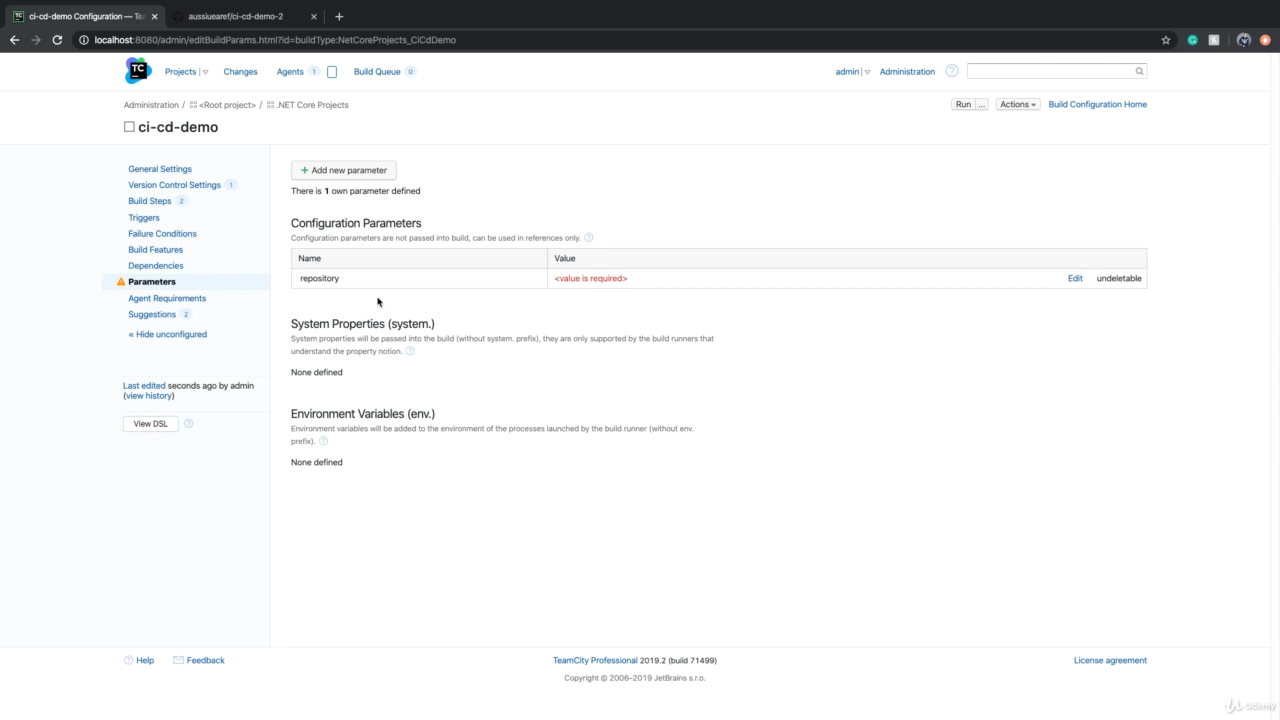 ci-cd-demo Configuration — Tea
aussieuaref/ci-cd-demo-2
localhost:8080/admin/editBuildParams.html?id=buildType:NetCoreProjects_CiCdDemo
TC
Projects
Changes
Agents 1
Build Queue 0
admin
Administration
Administration / <Root project> / .NET Core Projects
Run ...
Actions
Build Configuration Home
ci-cd-demo
General Settings
Version Control Settings 1
Build Steps 2
Triggers
Failure Conditions
Build Features
Dependencies
Parameters
Agent Requirements
Suggestions 2
« Hide unconfigured
Last edited seconds ago by admin
(view history)
View DSL
+ Add new parameter
There is 1 own parameter defined
Configuration Parameters
Configuration parameters are not passed into build, can be used in references only.
Name Value
repository <value is required> Edit undeletable
System Properties (system.)
System properties will be passed into the build (without system. prefix), they are only supported by the build runners that
understand the property notion.
None defined
Environment Variables (env.)
Environment variables will be added to the environment of the processes launched by the build runner (without env.
prefix).
None defined
Help
Feedback
TeamCity Professional 2019.2 (build 71499)
License agreement
Copyright © 2006–2019 JetBrains s.r.o.
udemy